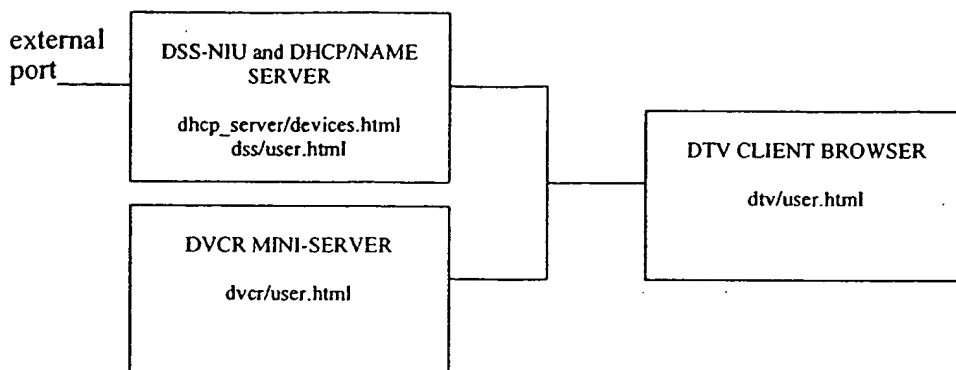 external
port
DSS-NIU and DHCP/NAME
SERVER
dhcp_server/devices.html
dss/user.html
DTV CLIENT BROWSER
dtv/user.html
DVCR MINI-SERVER
dvcr/user.html